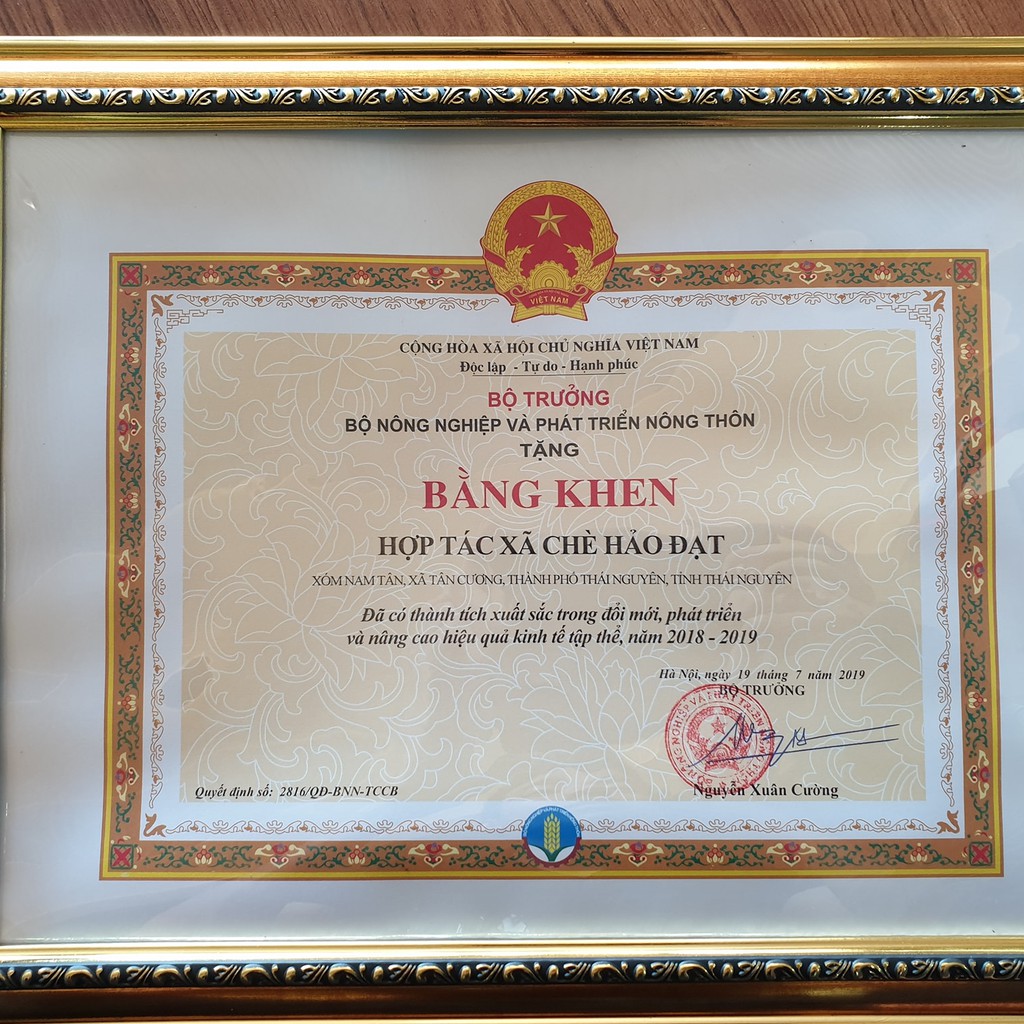 VIỆT NAM
CỘNG HÒA XÃ HỘI CHỦ NGHĨA VIỆT NAM
Độc lập - Tự do - Hạnh phúc
BỘ TRƯỞNG
BỘ NÔNG NGHIỆP VÀ PHÁT TRIỂN NÔNG THÔN
TẶNG
BẰNG KHEN
HỢP TÁC XÃ CHÈ HẢO ĐẠT
XÓM NAM TÂN, XÃ TÂN CƯƠNG, THÀNH PHỐ THÁI NGUYÊN, TỈNH THÁI NGUYÊN
Đã có thành tích xuất sắc trong đổi mới, phát triển
và nâng cao hiệu quả kinh tế tập thể, năm 2018 - 2019
Hà Nội, ngày 19 tháng 7 năm 2019
BỘ TRƯỞNG
NGHIỆP VÀ PHÁT TRIỂN
Nguyễn Xuân Cường
Quyết định số: 2816/QĐ-BNN-TCCB